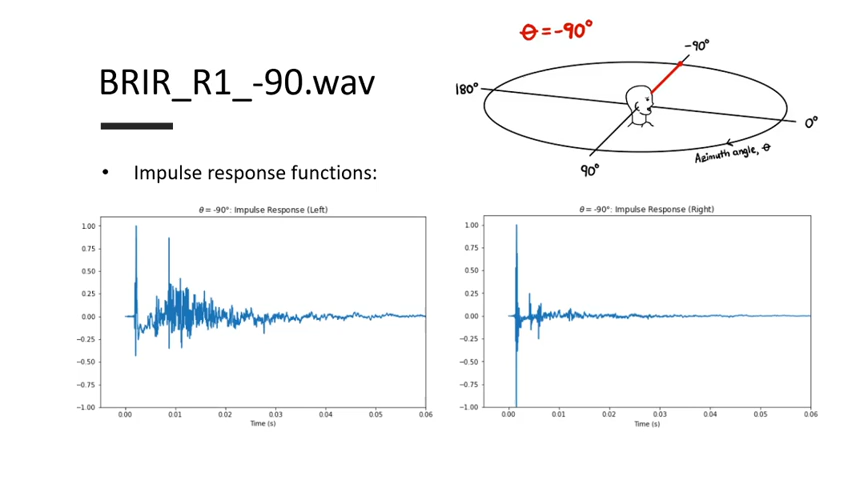 BRIR_R1_-90.wav
• Impulse response functions:
θ = -90°
-90°
180°
0°
90°
Azimuth angle, θ
θ = -90°: Impulse Response (Left)
1.00
0.75
0.50
0.25
0.00
−0.25
−0.50
−0.75
−1.00
0.00 0.01 0.02 0.03 0.04 0.05 0.06
Time (s)
θ = -90°: Impulse Response (Right)
1.00
0.75
0.50
0.25
0.00
−0.25
−0.50
−0.75
−1.00
0.00 0.01 0.02 0.03 0.04 0.05 0.06
Time (s)